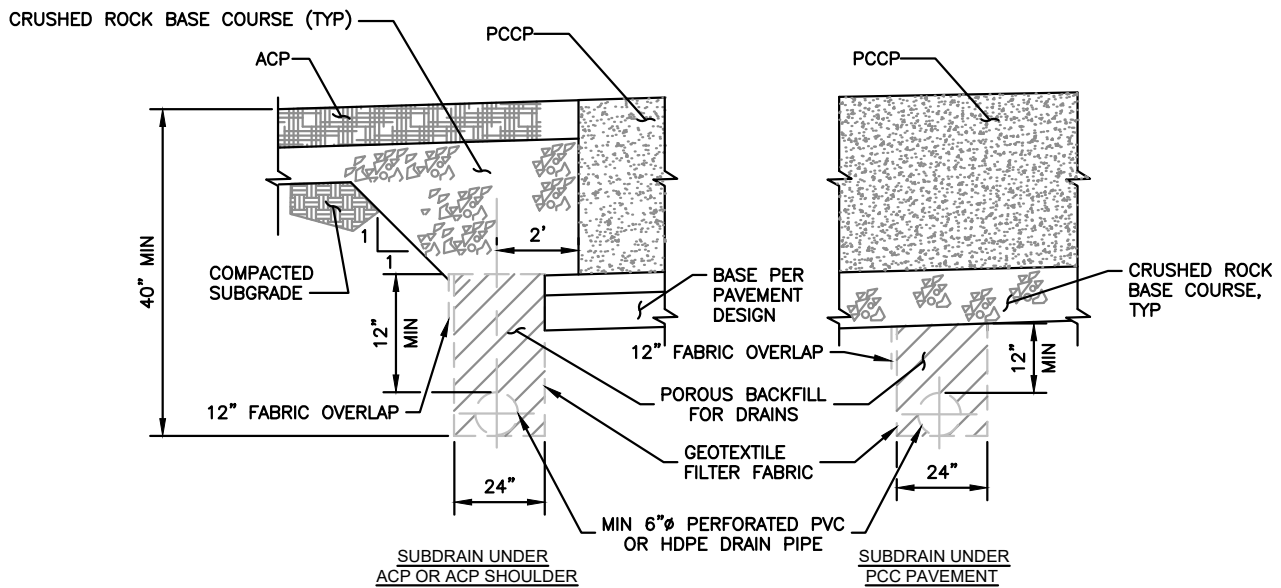 CRUSHED ROCK BASE COURSE (TYP)
ACP
PCCP
40" MIN
COMPACTED
SUBGRADE
1
1
2'
12"
MIN
12" FABRIC OVERLAP
24"
BASE PER
PAVEMENT
DESIGN
12" FABRIC OVERLAP
POROUS BACKFILL
FOR DRAINS
GEOTEXTILE
FILTER FABRIC
MIN 6"ø PERFORATED PVC
OR HDPE DRAIN PIPE
SUBDRAIN UNDER
ACP OR ACP SHOULDER
PCCP
CRUSHED ROCK
BASE COURSE,
TYP
12"
MIN
24"
SUBDRAIN UNDER
PCC PAVEMENT